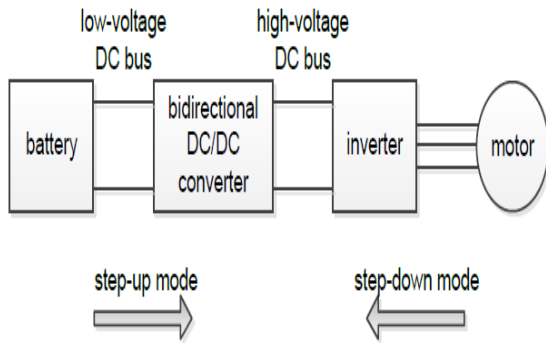 low-voltage
DC bus
high-voltage
DC bus
battery
bidirectional
DC/DC
converter
inverter
motor
step-up mode
step-down mode